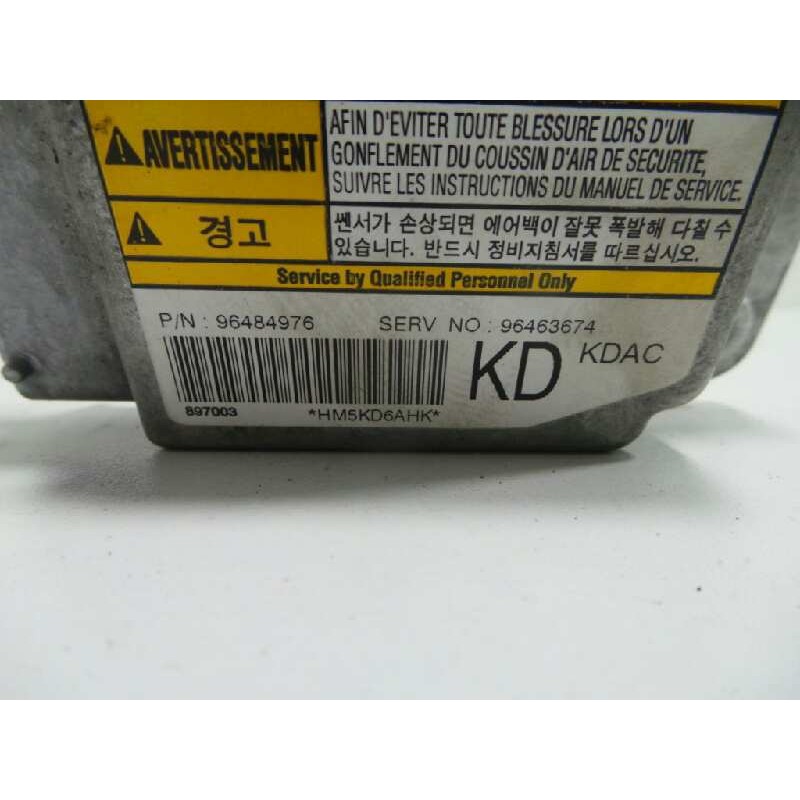 AVERTISSEMENT
AFIN D'EVITER TOUTE BLESSURE LORS D'UN
GONFLEMENT DU COUSSIN D'AIR DE SECURITE,
SUIVRE LES INSTRUCTIONS DU MANUEL DE SERVICE.
경고
쎈서가 손상되면 에어백이 잘못 폭발해 다칠 수
있습니다. 반드시 정비지침서를 따르십시오.
Service by Qualified Personnel Only
P/N : 96484976 SERV NO : 96463674
KD KDAC
897003 *HM5KD6AHK*